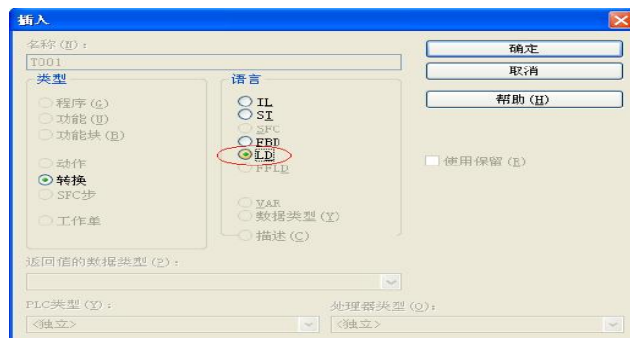 插入
名称(N):
T001
确定
取消
帮助(H)
类型
程序(G)
功能(U)
功能块(B)
动作
转换
SFC步
工作单
语言
IL
ST
SFC
FBD
LD
FFLD
VAR
数据类型(Y)
描述(C)
使用保留(R)
返回值的数据类型(P):
PLC类型(Y):
<独立>
处理器类型(O):
<独立>